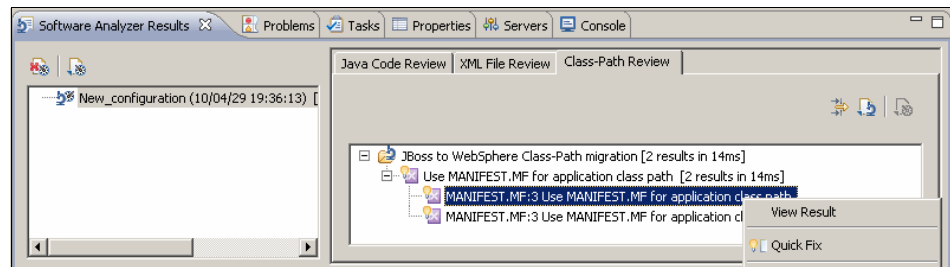 Software Analyzer Results Problems Tasks Properties Servers Console
Java Code Review XML File Review Class-Path Review
New_configuration (10/04/29 19:36:13) [
JBoss to WebSphere Class-Path migration [2 results in 14ms]
Use MANIFEST.MF for application class path [2 results in 14ms]
MANIFEST.MF:3 Use MANIFEST.MF for application class path
View Result
MANIFEST.MF:3 Use MANIFEST.MF for application cl
Quick Fix